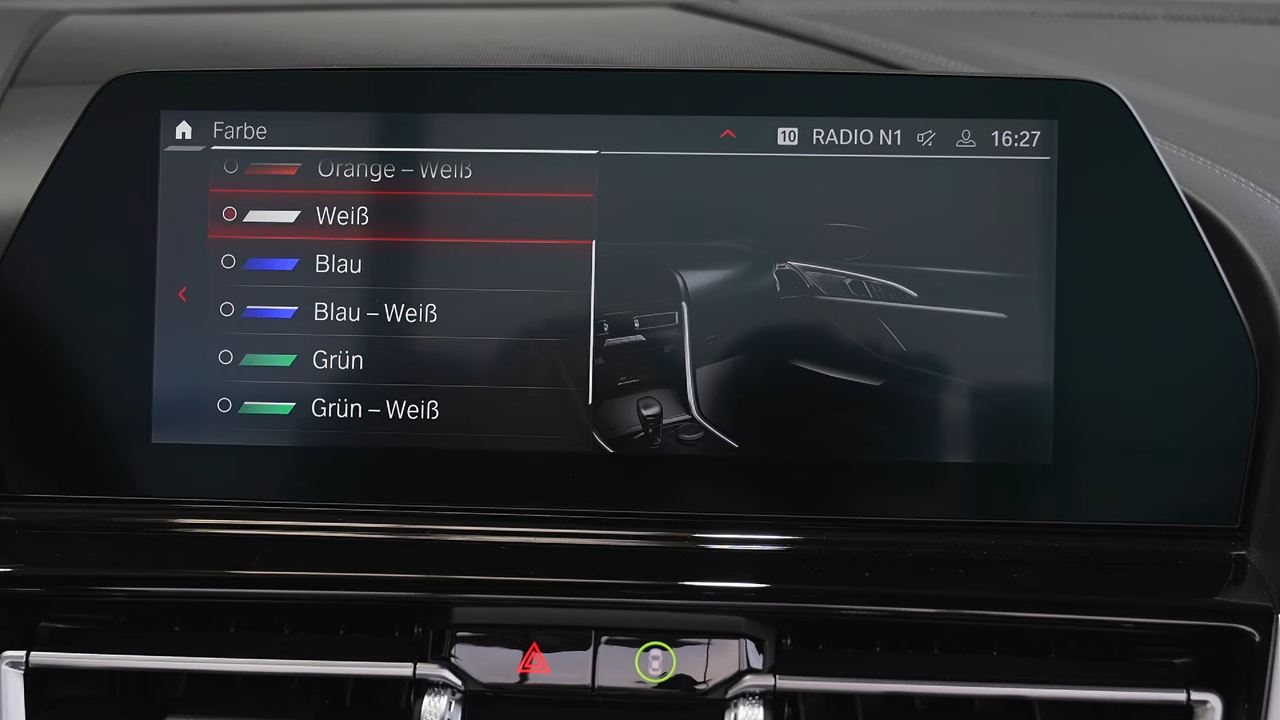 Farbe
10 RADIO N1 16:27
Orange – Weiß
Weiß
Blau
Blau – Weiß
Grün
Grün – Weiß